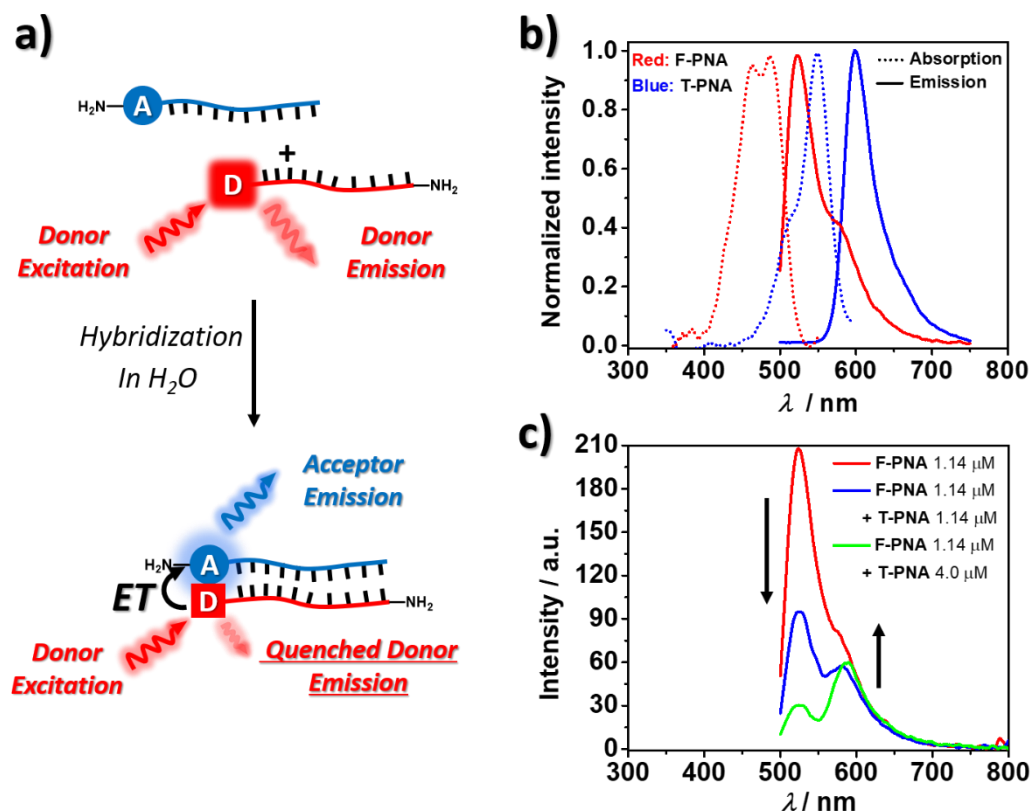 a)
H₂N
A
+
D
NH₂
Donor
Excitation
Donor
Emission
Hybridization
In H₂O
Acceptor
Emission
H₂N
A
ET
D
NH₂
Donor
Excitation
Quenched Donor
Emission
b)
Red: F-PNA
Blue: T-PNA
Absorption
Emission
Normalized intensity
1.0
0.8
0.6
0.4
0.2
0.0
300 400 500 600 700 800
λ / nm
c)
F-PNA 1.14 μM
F-PNA 1.14 μM
+ T-PNA 1.14 μM
F-PNA 1.14 μM
+ T-PNA 4.0 μM
Intensity / a.u.
210
180
150
120
90
60
30
0
300 400 500 600 700 800
λ / nm